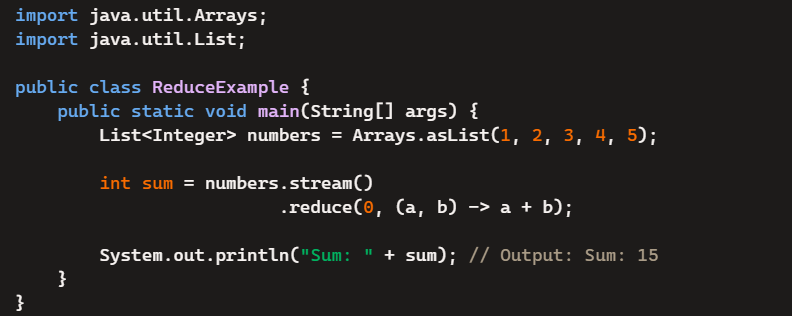 import java.util.Arrays;
import java.util.List;

public class ReduceExample {
    public static void main(String[] args) {
        List<Integer> numbers = Arrays.asList(1, 2, 3, 4, 5);

        int sum = numbers.stream()
                         .reduce(0, (a, b) -> a + b);

        System.out.println("Sum: " + sum); // Output: Sum: 15
    }
}